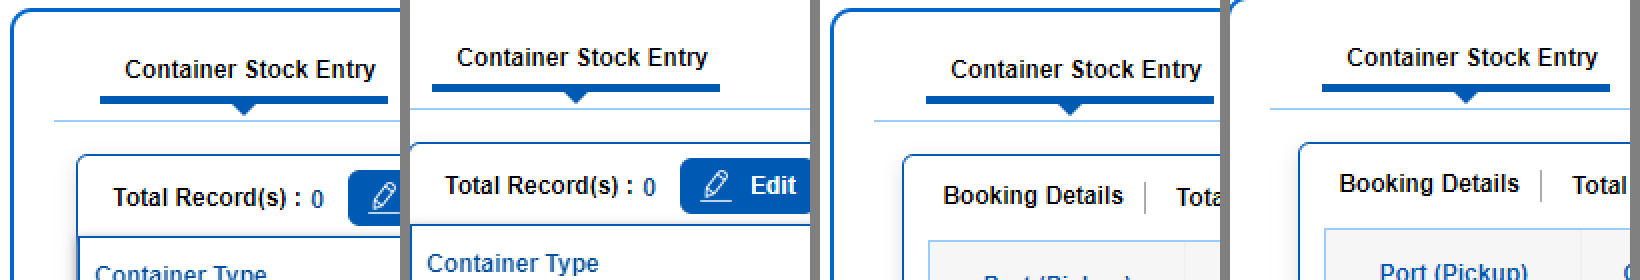 Container Stock Entry
Total Record(s) : 0
Container Type
Container Stock Entry
Total Record(s) : 0 Edit
Container Type
Container Stock Entry
Booking Details
Container Stock Entry
Booking Details Total
Port (Pickup)